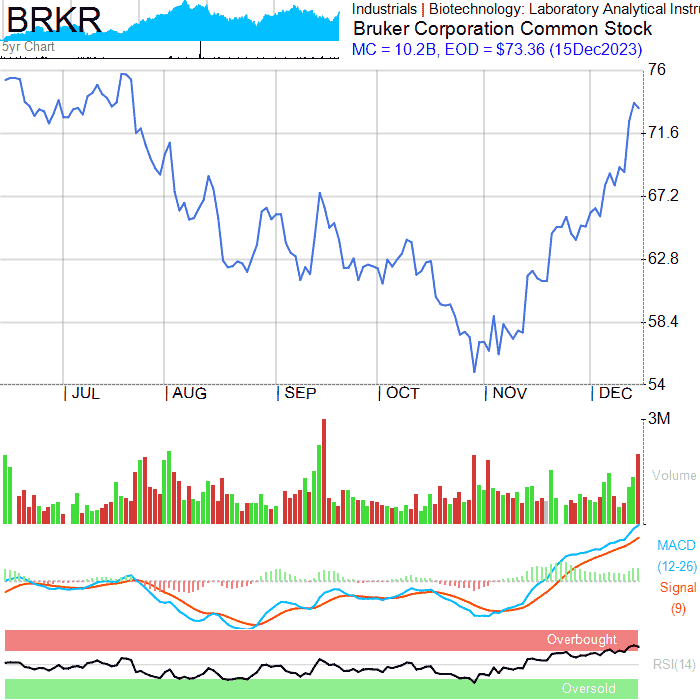 BRKR
5yr Chart
Industrials | Biotechnology: Laboratory Analytical Instru
Bruker Corporation Common Stock
MC = 10.2B, EOD = $73.36 (15Dec2023)
76
71.6
67.2
62.8
58.4
54
JUL AUG SEP OCT NOV DEC
3M
Volume
MACD
(12-26)
Signal
(9)
Overbought
RSI(14)
Oversold